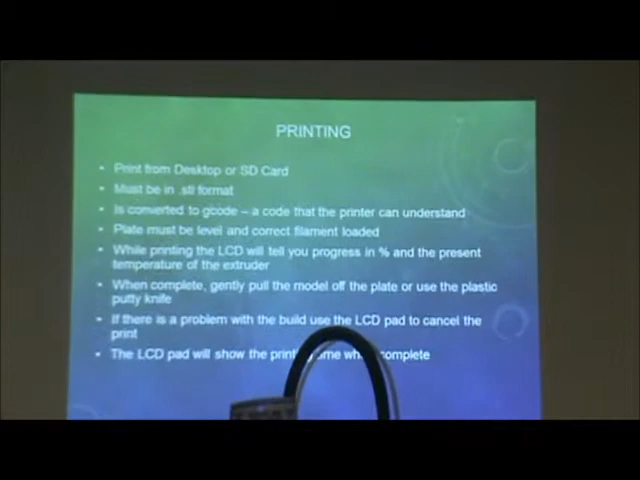 PRINTING
• Print from Desktop or SD Card
• Must be in .stl format
• Is converted to gcode – a code that the printer can understand
• Plate must be level and correct filament loaded
• While printing the LCD will tell you progress in % and the present
temperature of the extruder
• When complete, gently pull the model off the plate or use the plastic
putty knife
• If there is a problem with the build use the LCD pad to cancel the
print
• The LCD pad will show the printing complete